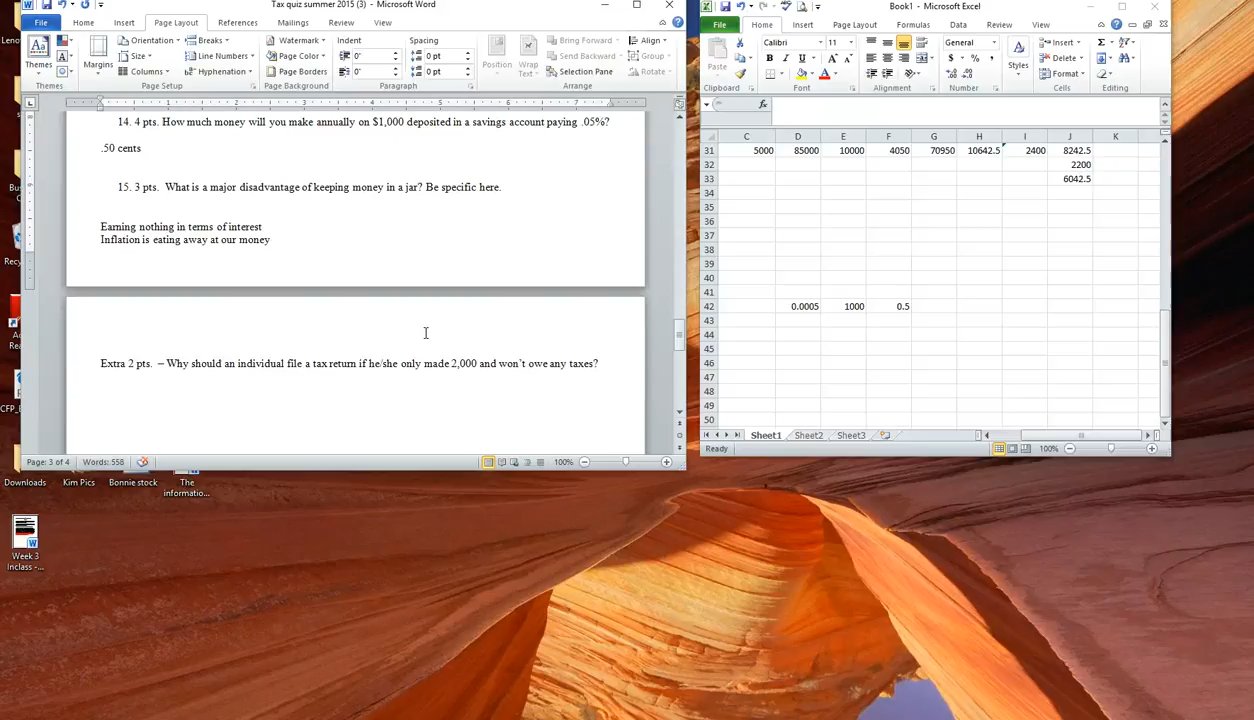 Tax quiz summer 2015 (3) - Microsoft Word
File Home Insert Page Layout References Mailings Review View
Themes
Margins
Orientation Breaks
Size Line Numbers
Columns Hyphenation
Page Setup
Watermark
Page Color
Page Borders
Page Background
Indent Spacing
0" 0 pt
0" 0 pt
Paragraph
Position
Wrap Text
Bring Forward
Send Backward
Selection Pane
Align
Group
Rotate
Arrange
14. 4 pts. How much money will you make annually on $1,000 deposited in a savings account paying .05%?
.50 cents
15. 3 pts. What is a major disadvantage of keeping money in a jar? Be specific here.
Earning nothing in terms of interest
Inflation is eating away at our money
Extra 2 pts. – Why should an individual file a tax return if he/she only made 2,000 and won't owe any taxes?
Page: 3 of 4 Words: 558 100%
Book1 - Microsoft Excel
File Home Insert Page Layout Formulas Data Review View
Paste
Clipboard
Calibri 11
B I U
Font
Alignment
General
$ % ,
Number
Styles
Insert
Delete
Format
Cells
Editing
fx
C D E F G H I J K
31 5000 85000 10000 4050 70950 10642.5 2400 8242.5
32 2200
33 6042.5
34
35
36
37
38
39
40
41
42 0.0005 1000 0.5
43
44
45
46
47
48
49
50
Sheet1 Sheet2 Sheet3
Ready 100%
Downloads
Kim Pics
Bonnie stock
The informatio...
Week 3 Inclass -...